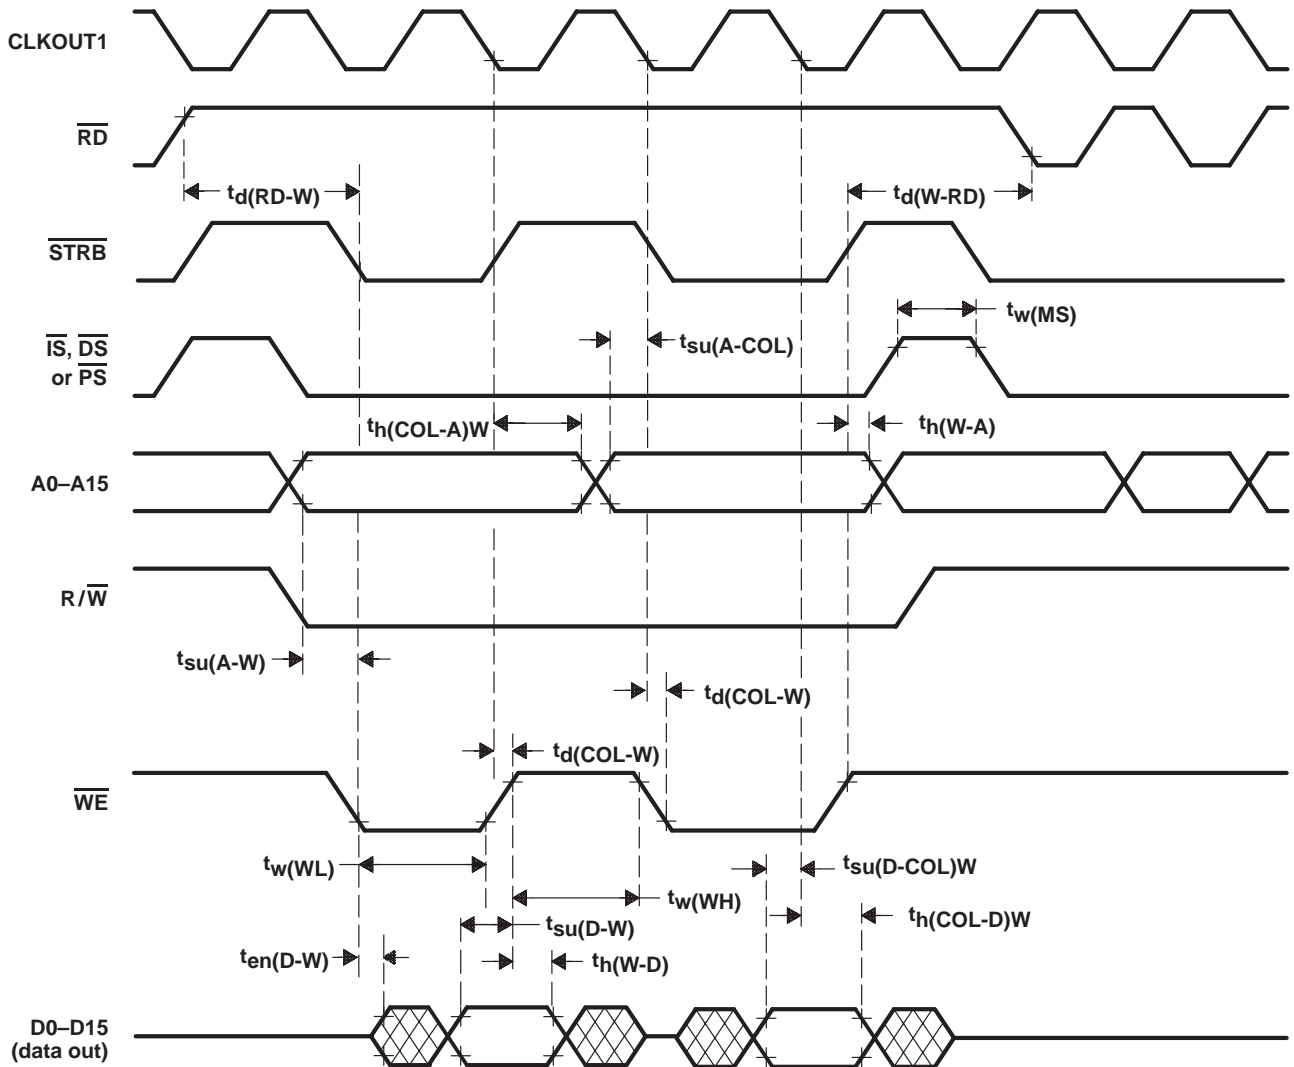 CLKOUT1
RD
td(RD-W)
td(W-RD)
STRB
tw(MS)
IS, DS
or PS
tsu(A-COL)
th(COL-A)W
th(W-A)
A0–A15
R/W
tsu(A-W)
td(COL-W)
td(COL-W)
WE
tw(WL)
tsu(D-COL)W
tw(WH)
tsu(D-W)
th(COL-D)W
ten(D-W)
th(W-D)
D0–D15
(data out)